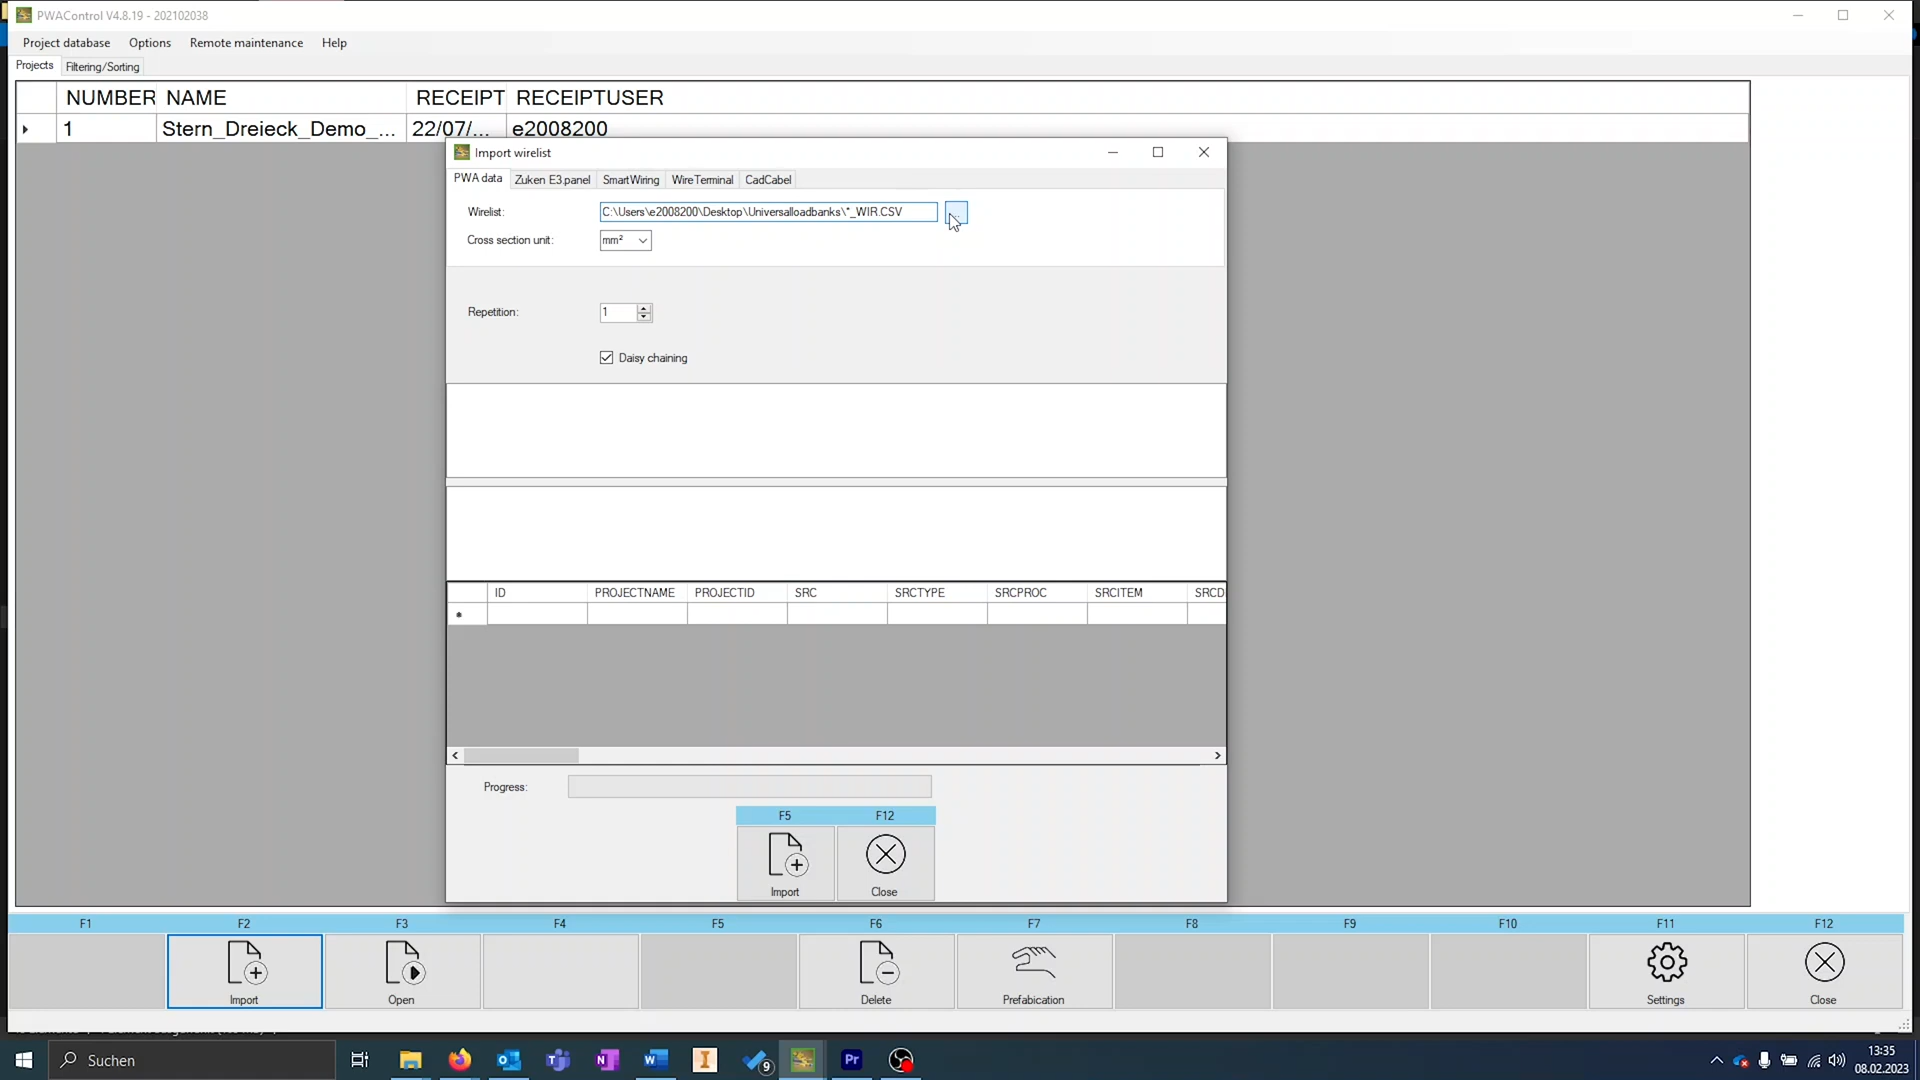 PWAControl V4.8.19 - 202102038
Project database Options Remote maintenance Help
Projects Filtering/Sorting
NUMBER NAME RECEIPT RECEIPTUSER
1 Stern_Dreieck_Demo_... 22/07/... e2008200
Import wirelist
PWA data Zuken E3.panel SmartWiring WireTerminal CadCabel
Wirelist: C:\Users\e2008200\Desktop\Universalloadbanks\*_WIR.CSV ...
Cross section unit: mm²
Repetition: 1
Daisy chaining
ID PROJECTNAME PROJECTID SRC SRCTYPE SRCPROC SRCITEM SRCD
*
Progress:
F5 F12
Import Close
F1 F2 F3 F4 F5 F6 F7 F8 F9 F10 F11 F12
Import Open Delete Prefabication Settings Close
Suchen
9
Pr
13:35
08.02.2023